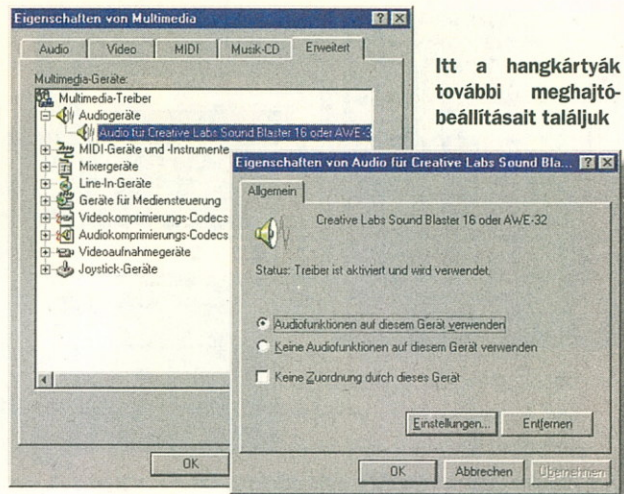 Eigenschaften von Multimedia
Audio Video MIDI Musik-CD Erweitert
Multimedia-Geräte:
Multimedia-Treiber
Audiogeräte
Audio für Creative Labs Sound Blaster 16 oder AWE-3
MIDI-Geräte und -Instrumente
Mixergeräte
Line-In-Geräte
Geräte für Mediensteuerung
Videokomprimierungs-Codecs
Audiokomprimierungs-Codecs
Videoaufnahmegeräte
Joystick-Geräte
OK
Itt a hangkártyák
további meghajtó-
beállításait találjuk
Eigenschaften von Audio für Creative Labs Sound Bla...
Allgemein
Creative Labs Sound Blaster 16 oder AWE-32
Status: Treiber ist aktiviert und wird verwendet.
Audiofunktionen auf diesem Gerät verwenden
Keine Audiofunktionen auf diesem Gerät verwenden
Keine Zuordnung durch dieses Gerät
Einstellungen... Entfernen
OK Abbrechen Übernehmen